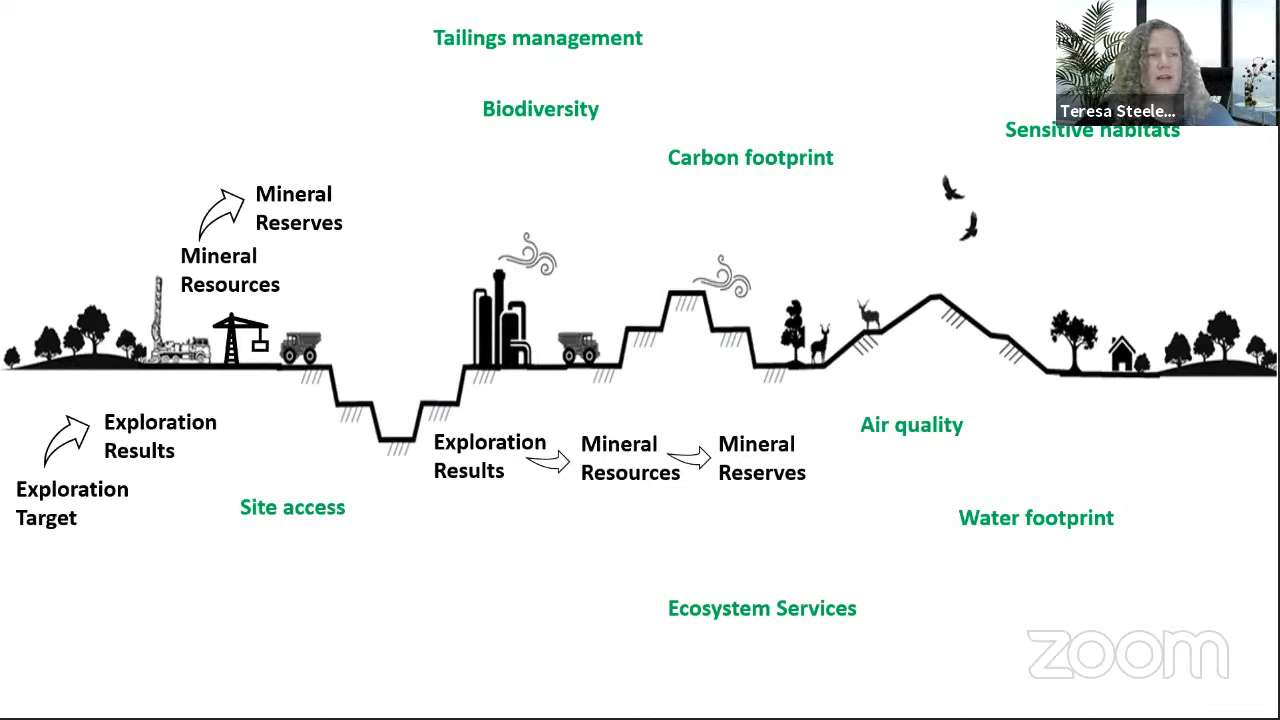 Tailings management
Biodiversity
Teresa Steele...
Sensitive habitats
Carbon footprint
Mineral
Reserves
Mineral
Resources
Exploration
Results
Exploration
Target
Site access
Exploration
Results
Mineral
Resources
Mineral
Reserves
Air quality
Water footprint
Ecosystem Services
zoom